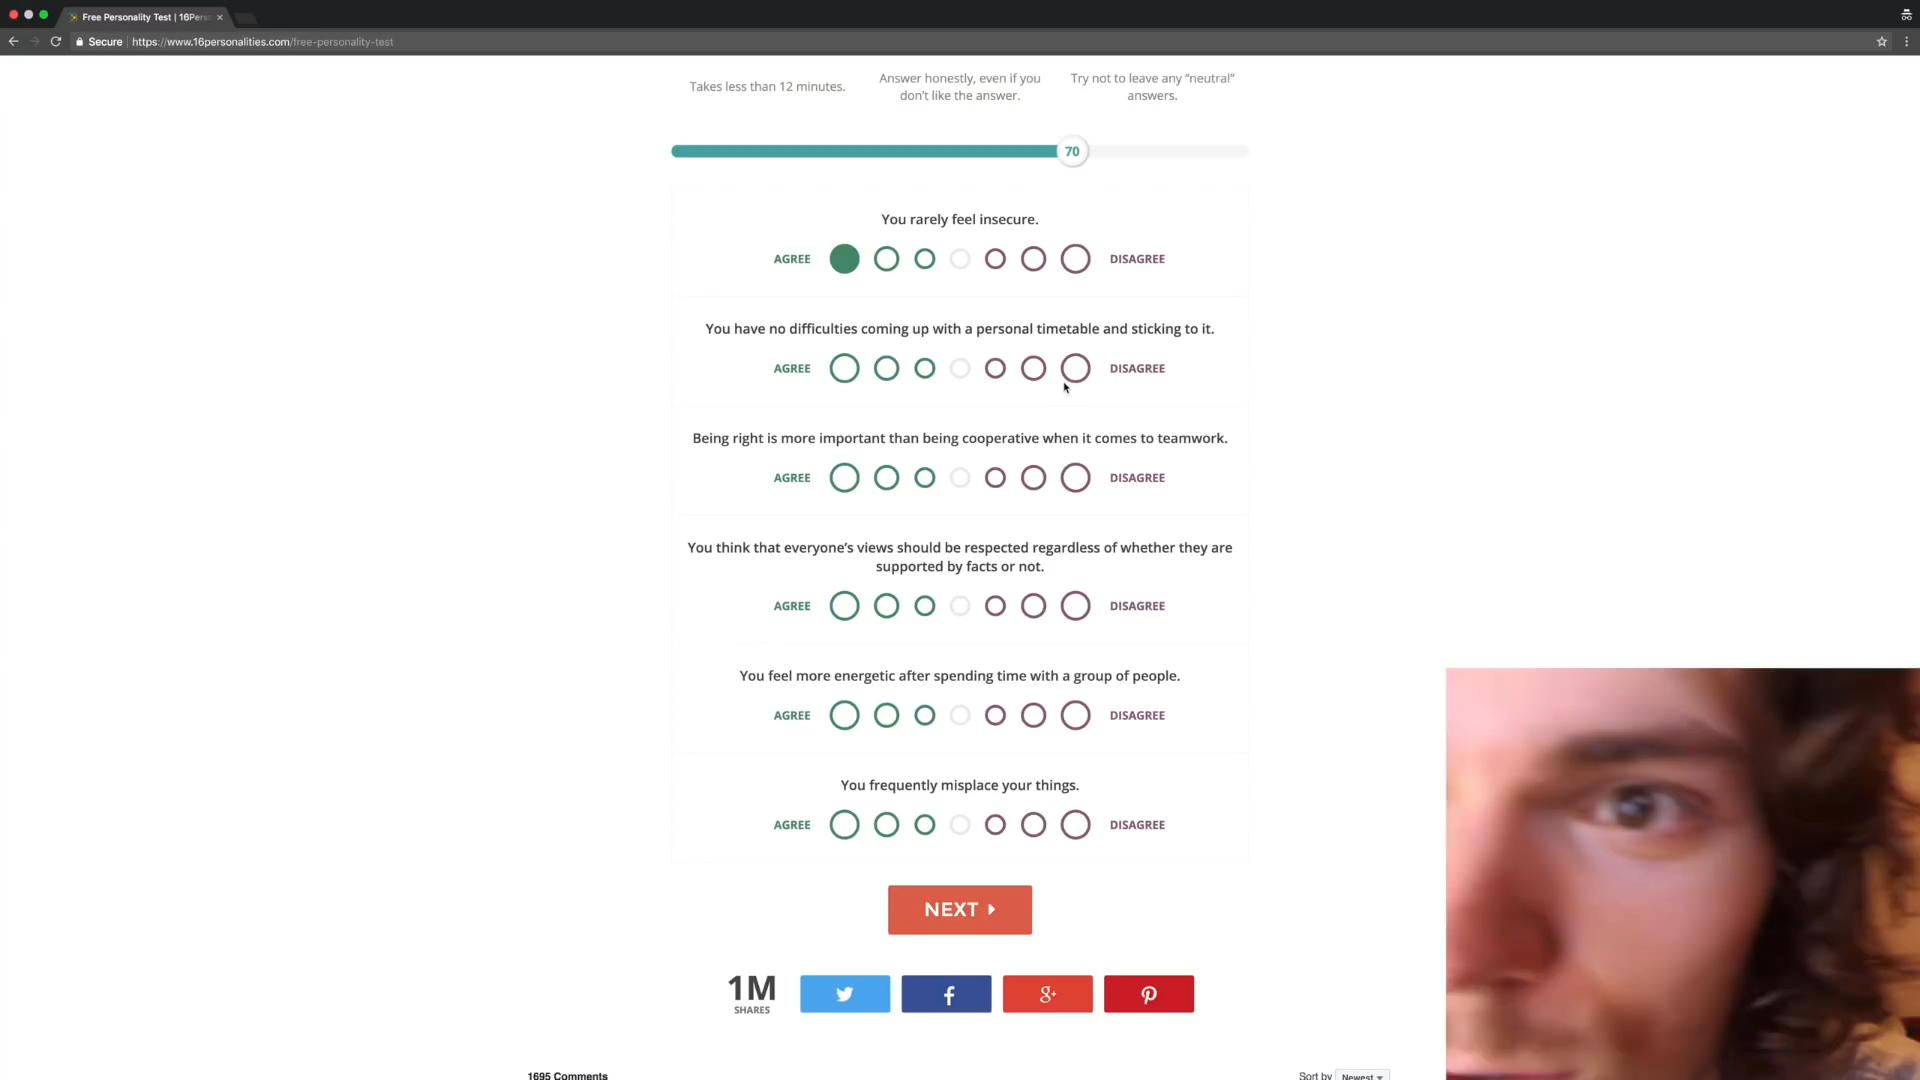 Free Personality Test | 16Pers
Secure
https://www.16personalities.com/free-personality-test
Takes less than 12 minutes.
Answer honestly, even if you
don't like the answer.
Try not to leave any "neutral"
answers.
70
You rarely feel insecure.
AGREE DISAGREE
You have no difficulties coming up with a personal timetable and sticking to it.
AGREE DISAGREE
Being right is more important than being cooperative when it comes to teamwork.
AGREE DISAGREE
You think that everyone's views should be respected regardless of whether they are
supported by facts or not.
AGREE DISAGREE
You feel more energetic after spending time with a group of people.
AGREE DISAGREE
You frequently misplace your things.
AGREE DISAGREE
NEXT
1M
SHARES
g+
1695 Comments
Sort by Newest